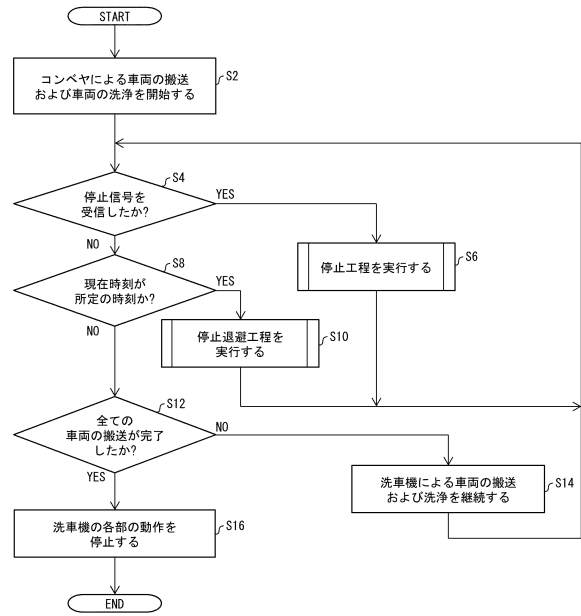 START
コンベヤによる車両の搬送
および車両の洗浄を開始する
S2
停止信号を
受信したか?
S4
YES
NO
停止工程を実行する
S6
現在時刻が
所定の時刻か?
S8
YES
NO
停止退避工程を
実行する
S10
全ての
車両の搬送が完了
したか?
S12
NO
YES
洗車機による車両の搬送
および洗浄を継続する
S14
洗車機の各部の動作を
停止する
S16
END